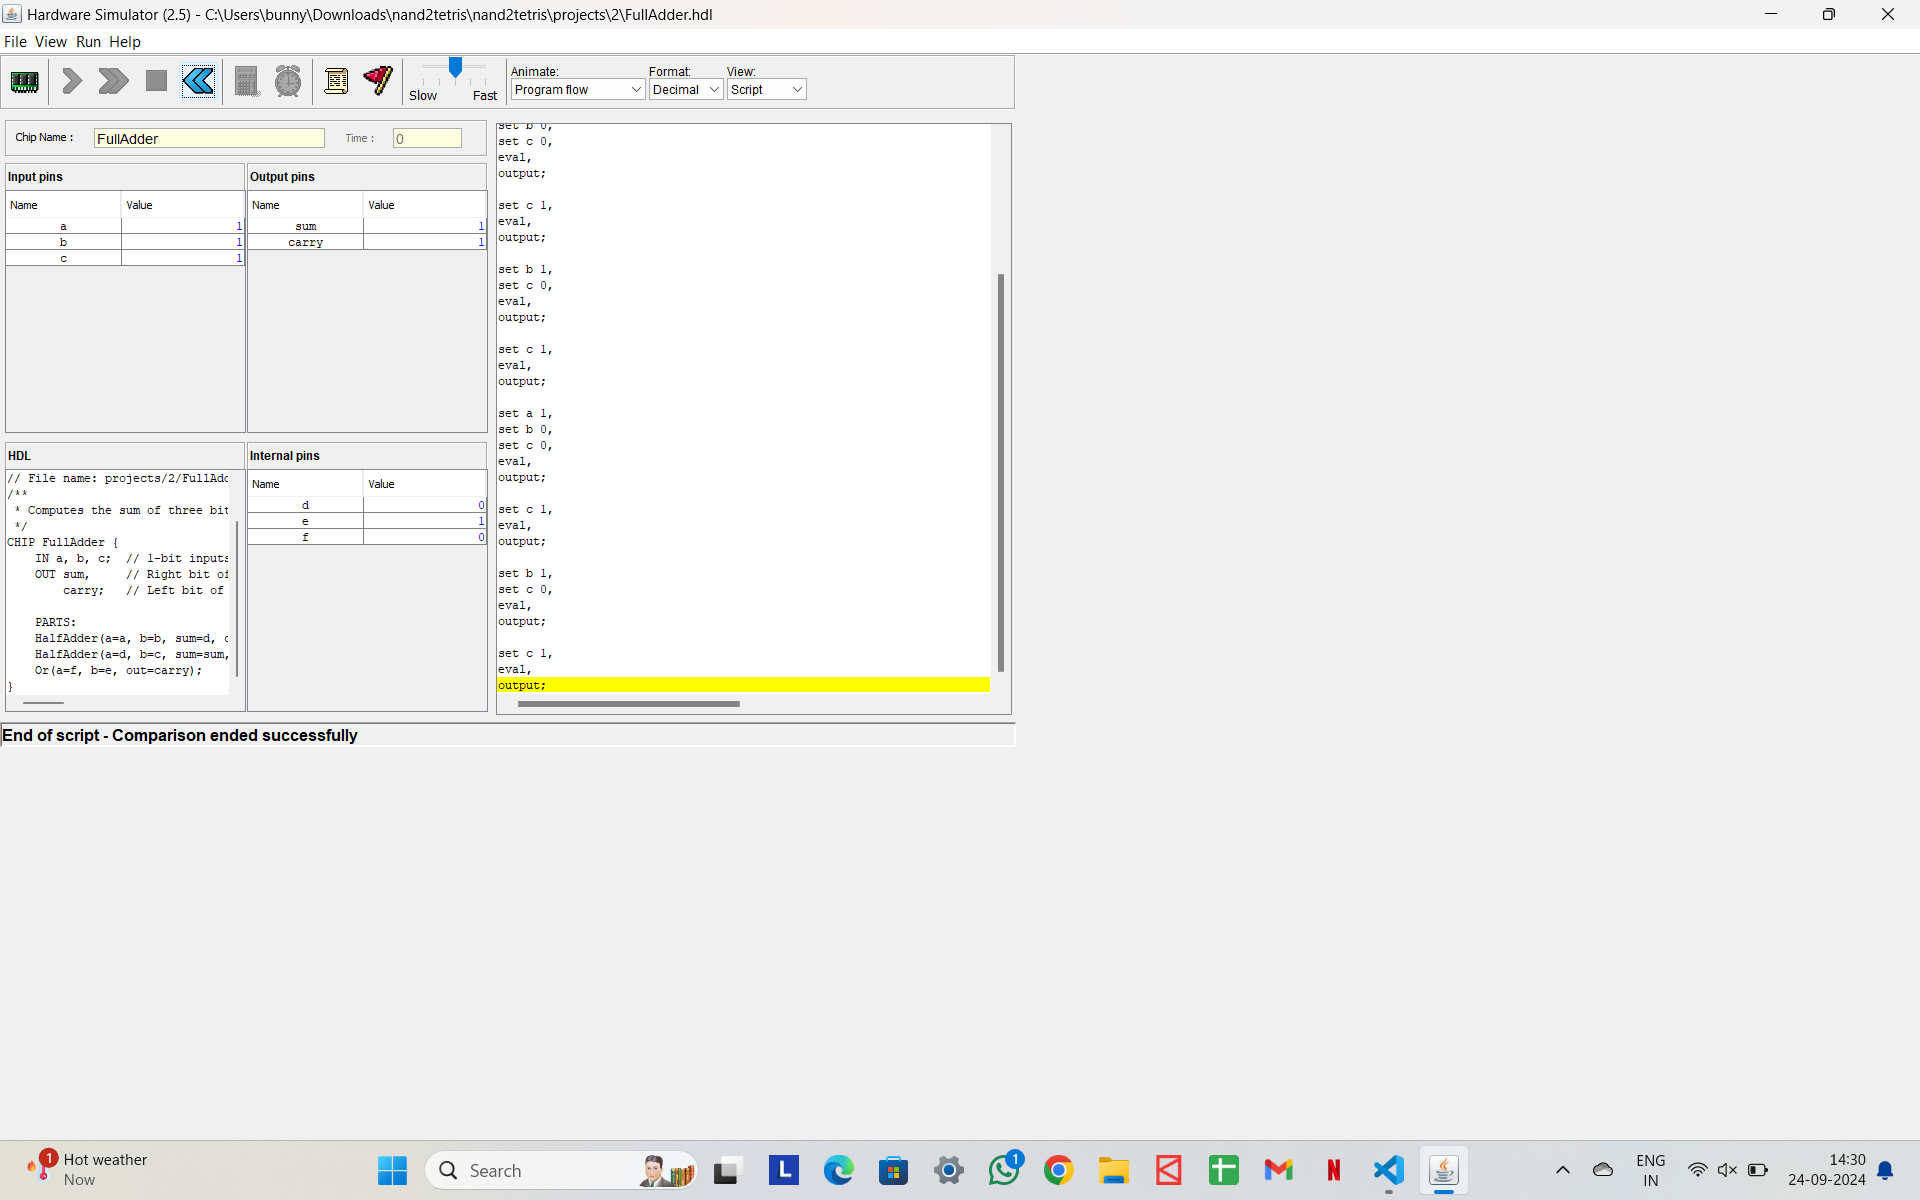 Hardware Simulator (2.5) - C:\Users\bunny\Downloads\nand2tetris\nand2tetris\projects\2\FullAdder.hdl
File View Run Help
Slow Fast
Animate: Format: View:
Program flow Decimal Script
Chip Name : FullAdder Time : 0
Input pins
Name Value
a 1
b 1
c 1
Output pins
Name Value
sum 1
carry 1
HDL
// File name: projects/2/FullAdd
/**
* Computes the sum of three bit
*/
CHIP FullAdder {
IN a, b, c; // 1-bit inputs
OUT sum, // Right bit of
carry; // Left bit of
PARTS:
HalfAdder(a=a, b=b, sum=d, c
HalfAdder(a=d, b=c, sum=sum,
Or(a=f, b=e, out=carry);
}
Internal pins
Name Value
d 0
e 1
f 0
set b 0,
set c 0,
eval,
output;
set c 1,
eval,
output;
set b 1,
set c 0,
eval,
output;
set c 1,
eval,
output;
set a 1,
set b 0,
set c 0,
eval,
output;
set c 1,
eval,
output;
set b 1,
set c 0,
eval,
output;
set c 1,
eval,
output;
End of script - Comparison ended successfully
1
Hot weather
Now
Search
L
1
N
ENG
IN
14:30
24-09-2024